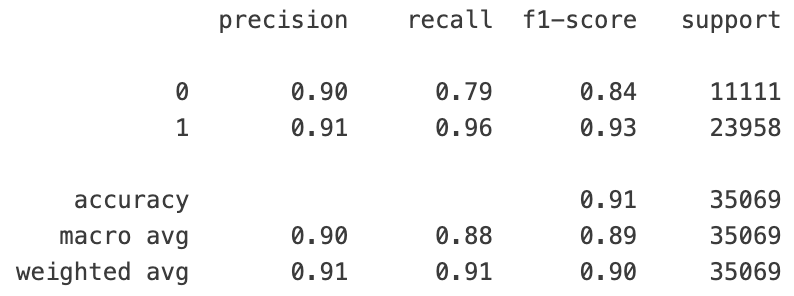 precision recall f1-score support
0 0.90 0.79 0.84 11111
1 0.91 0.96 0.93 23958
accuracy 0.91 35069
macro avg 0.90 0.88 0.89 35069
weighted avg 0.91 0.91 0.90 35069